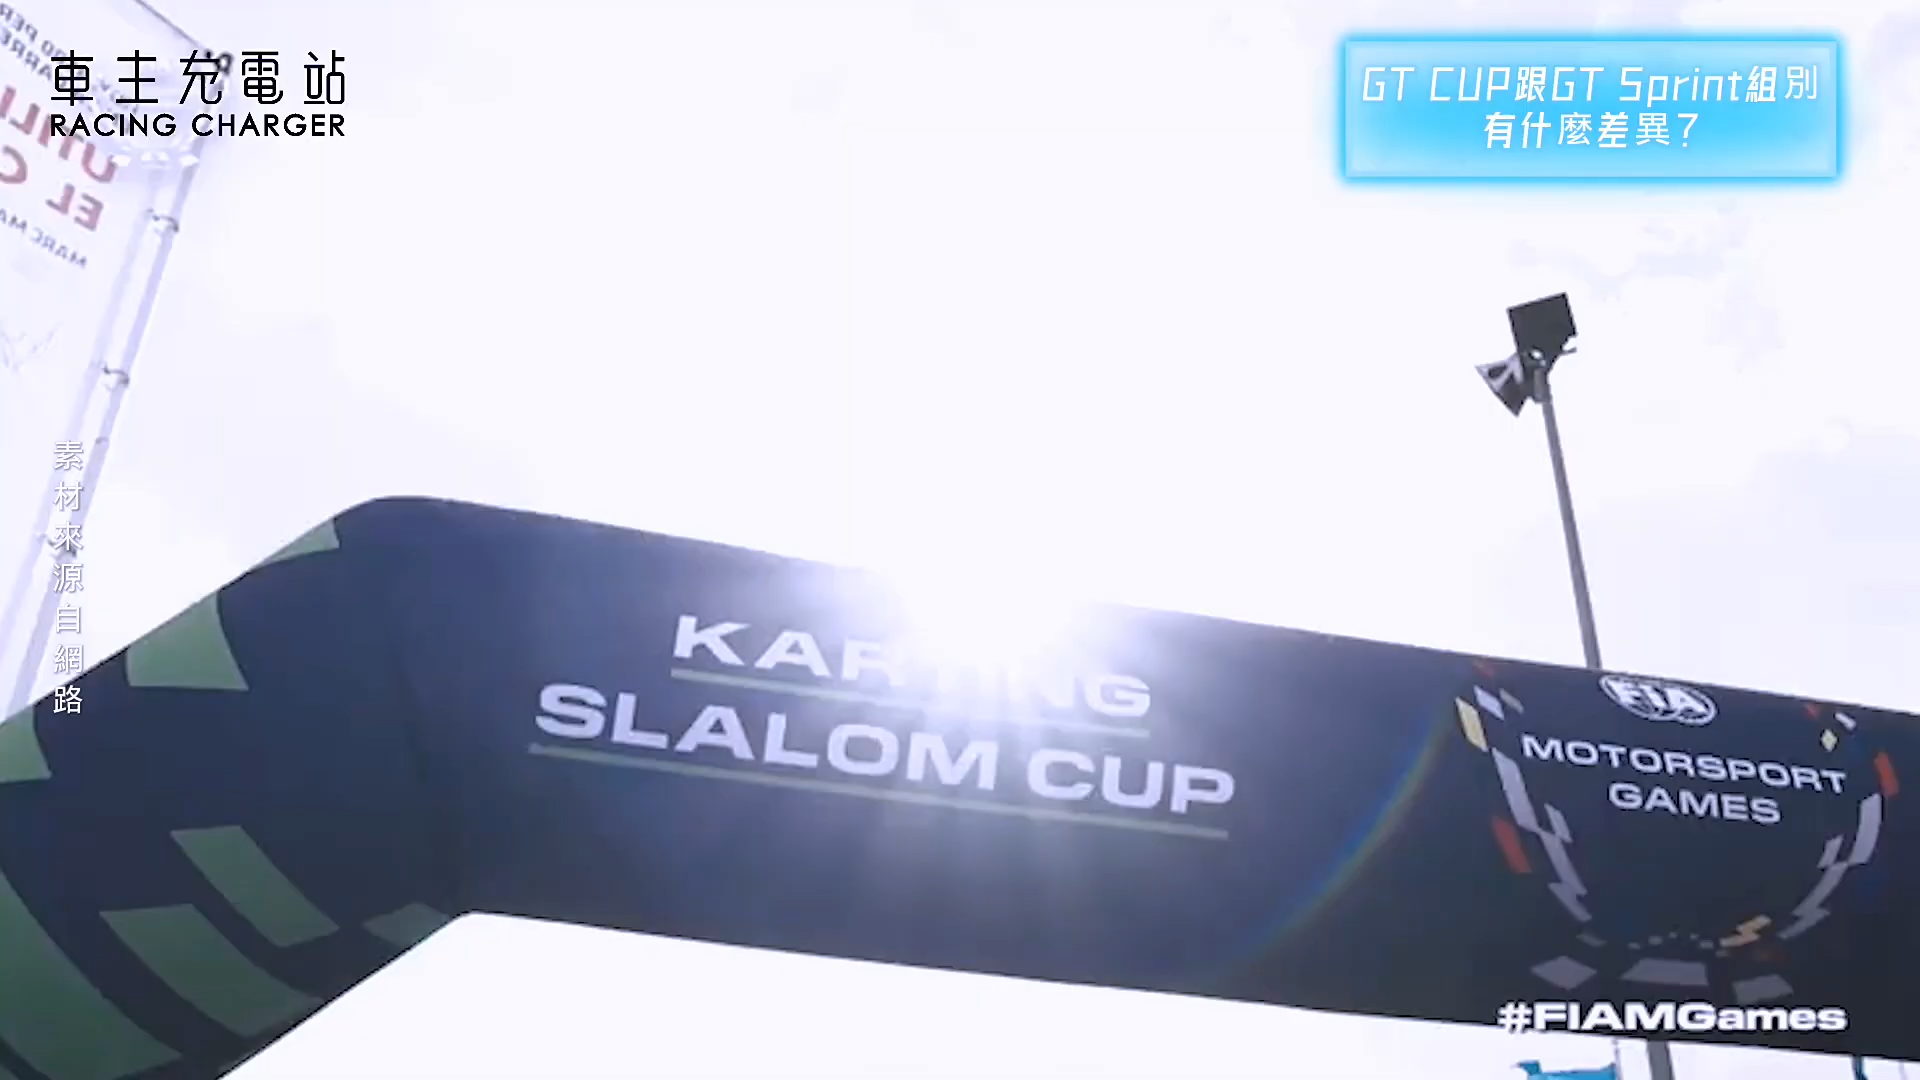 車主充電站
RACING CHARGER
GT CUP跟GT Sprint組別
有什麼差異？
素材來源自網路
KARTING
SLALOM CUP
FIA
MOTORSPORT
GAMES
#FIAMGames